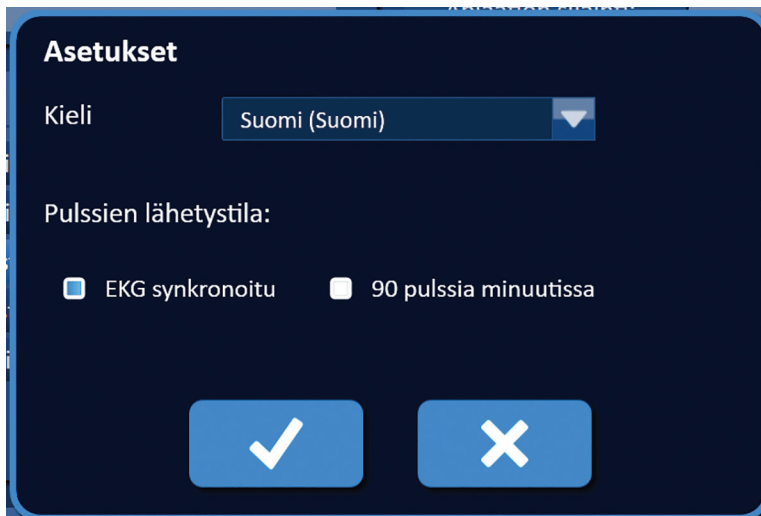 Asetukset
Kieli
Suomi (Suomi)
Pulssien lähetystila:
EKG synkronoitu
90 pulssia minuutissa